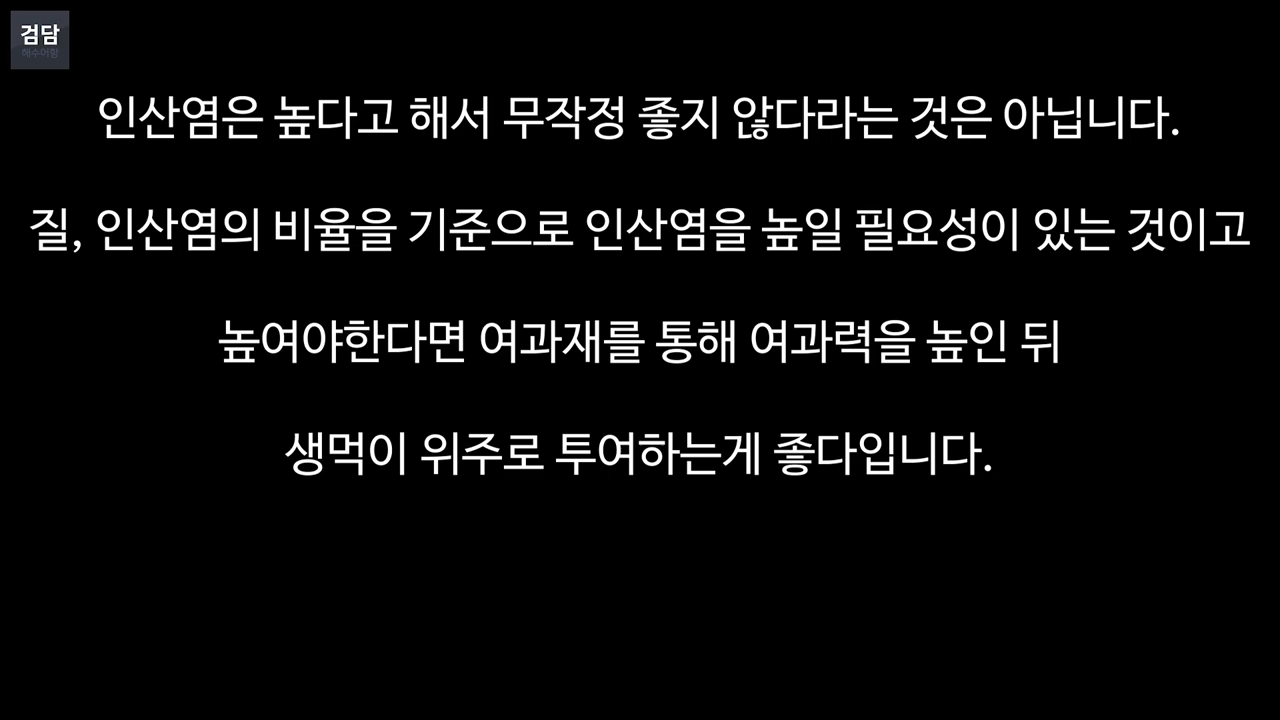 검담
해수어항
인산염은 높다고 해서 무작정 좋지 않다라는 것은 아닙니다.
질, 인산염의 비율을 기준으로 인산염을 높일 필요성이 있는 것이고
높여야한다면 여과재를 통해 여과력을 높인 뒤
생먹이 위주로 투여하는게 좋다입니다.